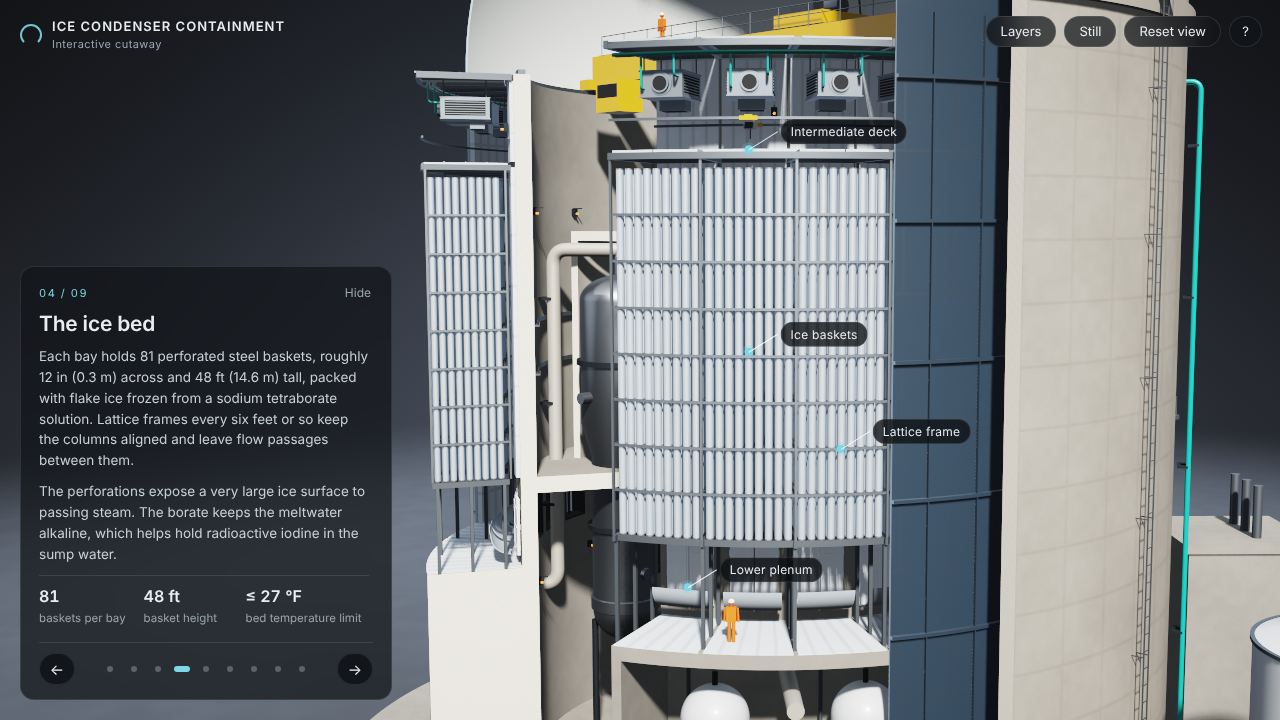 ICE CONDENSER CONTAINMENT
Interactive cutaway
Layers
Still
Reset view
?
Intermediate deck
Ice baskets
Lattice frame
Lower plenum
04 / 09
Hide
The ice bed
Each bay holds 81 perforated steel baskets, roughly
12 in (0.3 m) across and 48 ft (14.6 m) tall, packed
with flake ice frozen from a sodium tetraborate
solution. Lattice frames every six feet or so keep
the columns aligned and leave flow passages
between them.
The perforations expose a very large ice surface to
passing steam. The borate keeps the meltwater
alkaline, which helps hold radioactive iodine in the
sump water.
81
baskets per bay
48 ft
basket height
≤ 27 °F
bed temperature limit
←
→